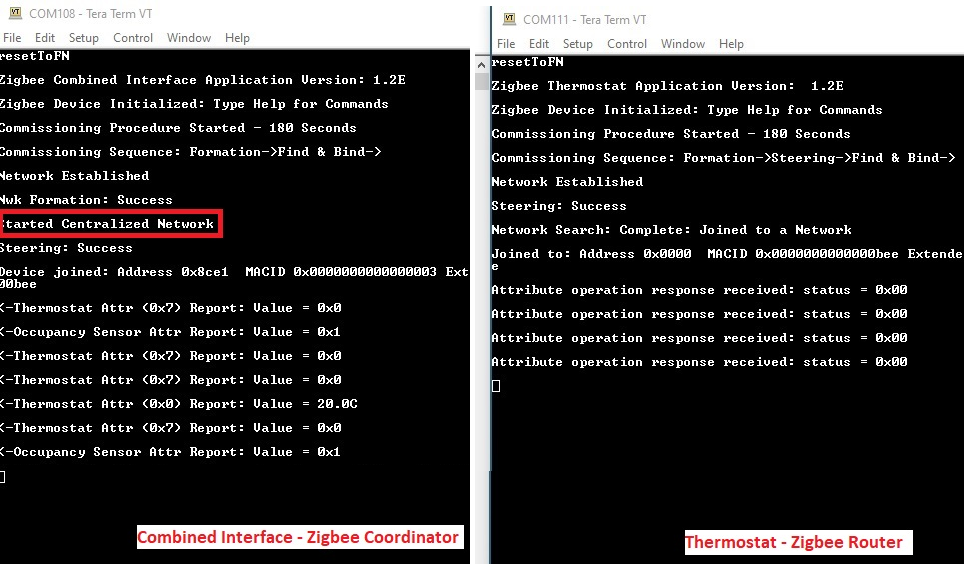 COM108 - Tera Term VT
File Edit Setup Control Window Help
resetToFN
Zigbee Combined Interface Application Version: 1.2E
Zigbee Device Initialized: Type Help for Commands
Commissioning Procedure Started - 180 Seconds
Commissioning Sequence: Formation->Find & Bind->
Network Established
Nwk Formation: Success
Started Centralized Network
Steering: Success
Device joined: Address 0x8ce1 MACID 0x0000000000000003 Ext
00bee
<-Thermostat Attr (0x7) Report: Value = 0x0
<-Occupancy Sensor Attr Report: Value = 0x1
<-Thermostat Attr (0x7) Report: Value = 0x0
<-Thermostat Attr (0x7) Report: Value = 0x0
<-Thermostat Attr (0x0) Report: Value = 20.0C
<-Thermostat Attr (0x7) Report: Value = 0x0
<-Occupancy Sensor Attr Report: Value = 0x1
Combined Interface - Zigbee Coordinator
COM111 - Tera Term VT
File Edit Setup Control Window Help
resetToFN
Zigbee Thermostat Application Version: 1.2E
Zigbee Device Initialized: Type Help for Commands
Commissioning Procedure Started - 180 Seconds
Commissioning Sequence: Formation->Steering->Find & Bind->
Network Established
Steering: Success
Network Search: Complete: Joined to a Network
Joined to: Address 0x0000 MACID 0x0000000000000bee Extende
e
Attribute operation response received: status = 0x00
Attribute operation response received: status = 0x00
Attribute operation response received: status = 0x00
Attribute operation response received: status = 0x00
Thermostat - Zigbee Router